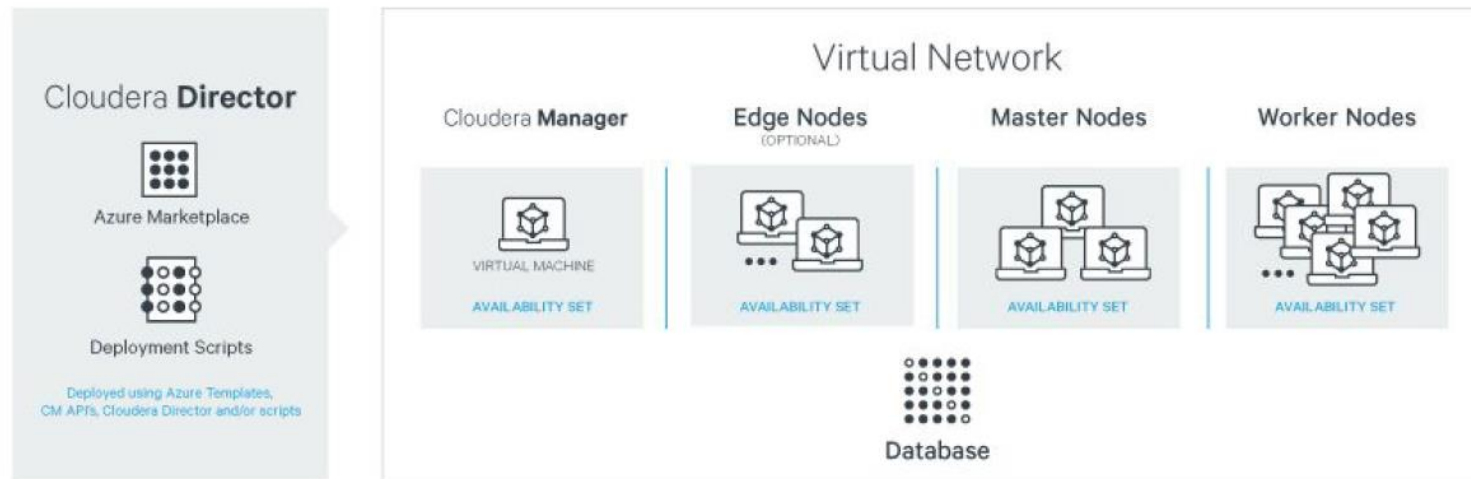 Cloudera Director
Azure Marketplace
Deployment Scripts
Deployed using Azure Templates,
CM API's, Cloudera Director and/or scripts
Virtual Network
Cloudera Manager
VIRTUAL MACHINE
AVAILABILITY SET
Edge Nodes
(OPTIONAL)
AVAILABILITY SET
Master Nodes
AVAILABILITY SET
Worker Nodes
AVAILABILITY SET
Database